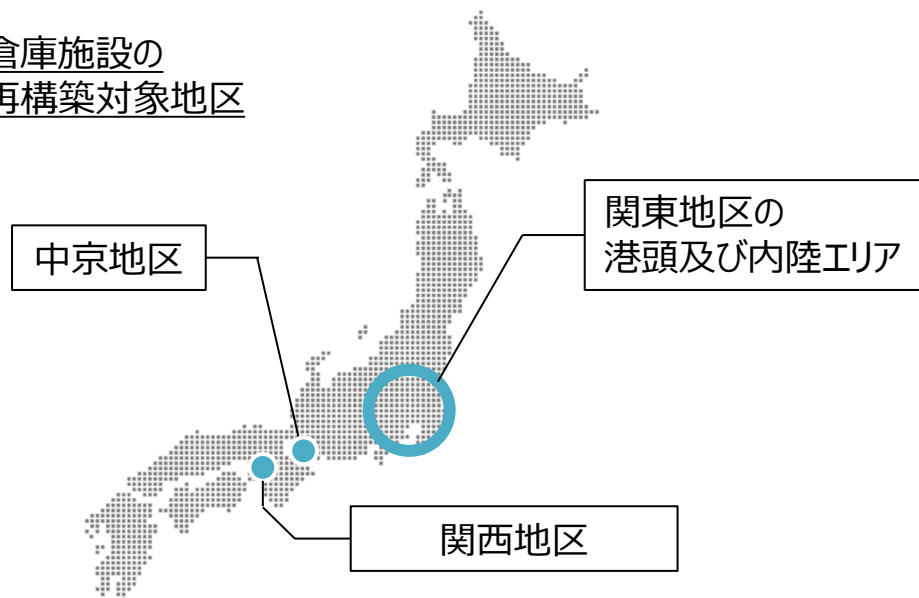 倉庫施設の
再構築対象地区
中京地区
関東地区の
港頭及び内陸エリア
関西地区